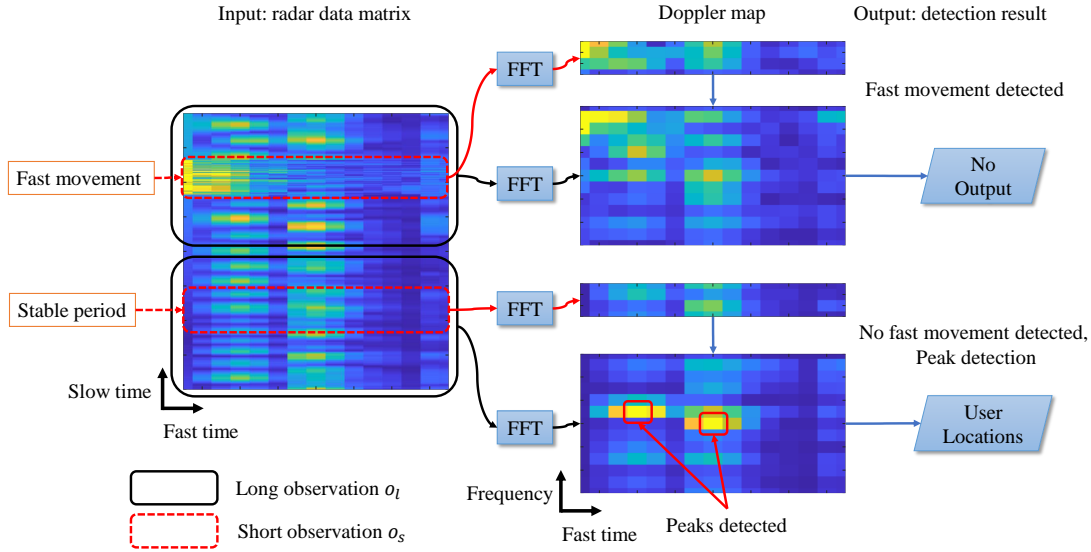 Input: radar data matrix
Doppler map
Output: detection result
FFT
Fast movement detected
Fast movement
FFT
No
Output
Stable period
FFT
No fast movement detected,
Peak detection
Slow time
Fast time
FFT
User
Locations
Long observation o_l
Short observation o_s
Frequency
Fast time
Peaks detected